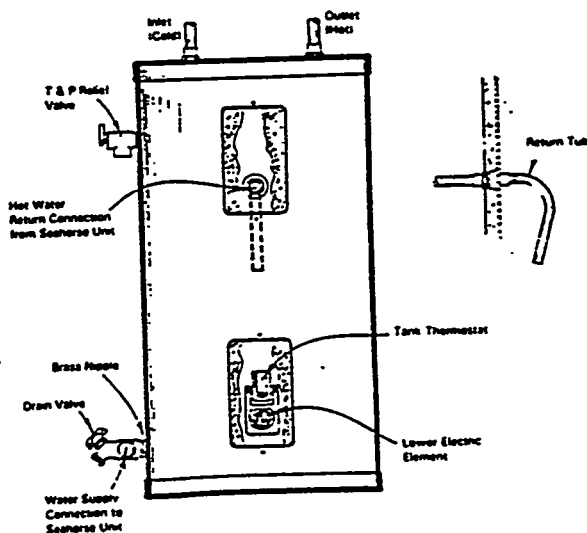 Inlet
(Cold)
Outlet
(Hot)
T & P Relief
Valve
Return Tub
Hot Water
Return Connection
from Seahorse Unit
Tank Thermostat
Brass Nipple
Drain Valve
Lower Electric
Element
Water Supply
Connection to
Seahorse Unit